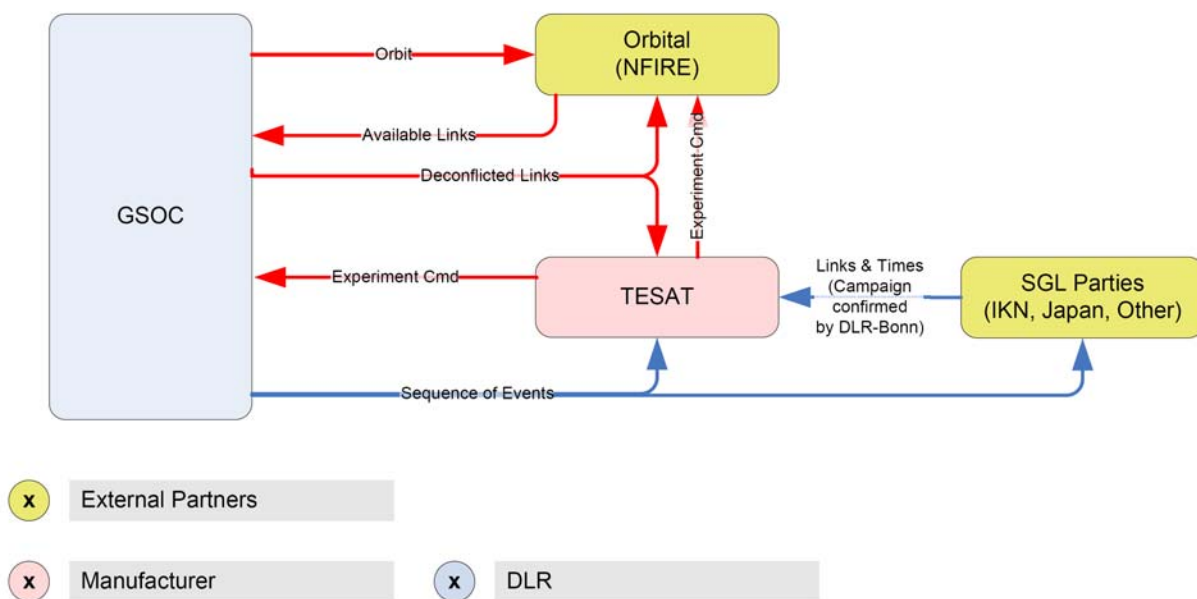 Orbit
Orbital
(NFIRE)
Available Links
Deconflicted Links
Experiment Cmd
GSOC
Experiment Cmd
TESAT
Links & Times
(Campaign
confirmed
by DLR-Bonn)
SGL Parties
(IKN, Japan, Other)
Sequence of Events
x External Partners
x Manufacturer
x DLR